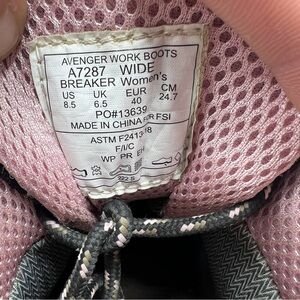 AVENGER WORK BOOTS
A7287 WIDE
BREAKER Women's
US UK EUR CM
8.5 6.5 40 24.7
PO#13639
MADE IN CHINA FOR FSI
ASTM F2413-18
F/I/C
WP PR EH